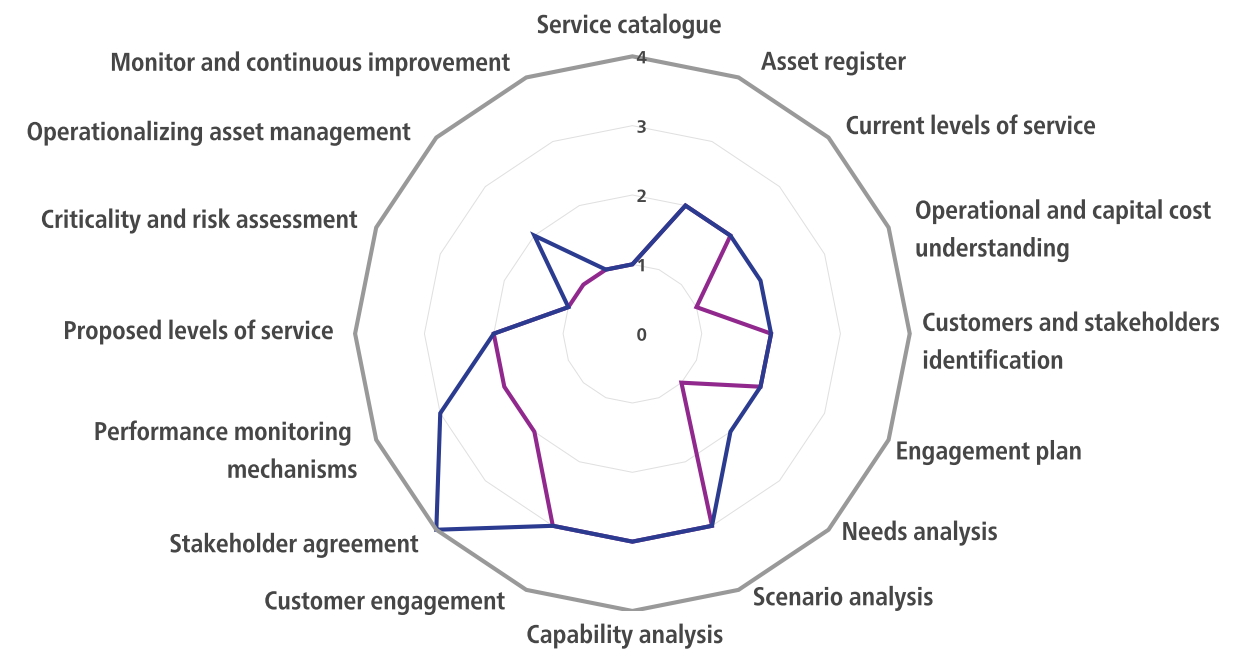 Service catalogue
Asset register
Current levels of service
Operational and capital cost
understanding
Customers and stakeholders
identification
Engagement plan
Needs analysis
Scenario analysis
Capability analysis
Customer engagement
Stakeholder agreement
Performance monitoring
mechanisms
Proposed levels of service
Criticality and risk assessment
Operationalizing asset management
Monitor and continuous improvement
4
3
2
1
0